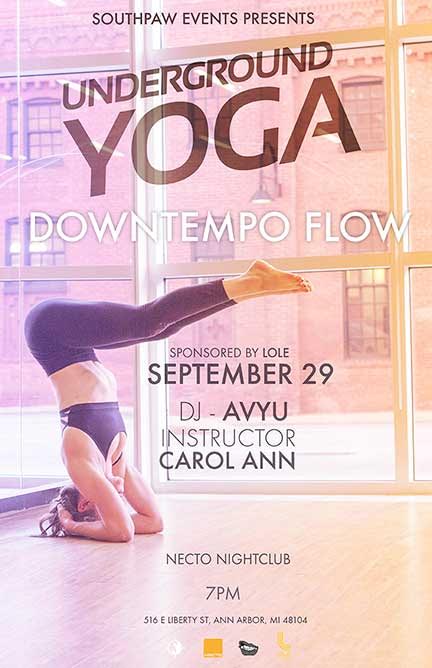 SOUTHPAW EVENTS PRESENTS
UNDERGROUND
YOGA
DOWNTEMPO FLOW
SPONSORED BY LOLE
SEPTEMBER 29
DJ - AVYU
INSTRUCTOR
CAROL ANN
NECTO NIGHTCLUB
7PM
516 E LIBERTY ST, ANN ARBOR, MI 48104